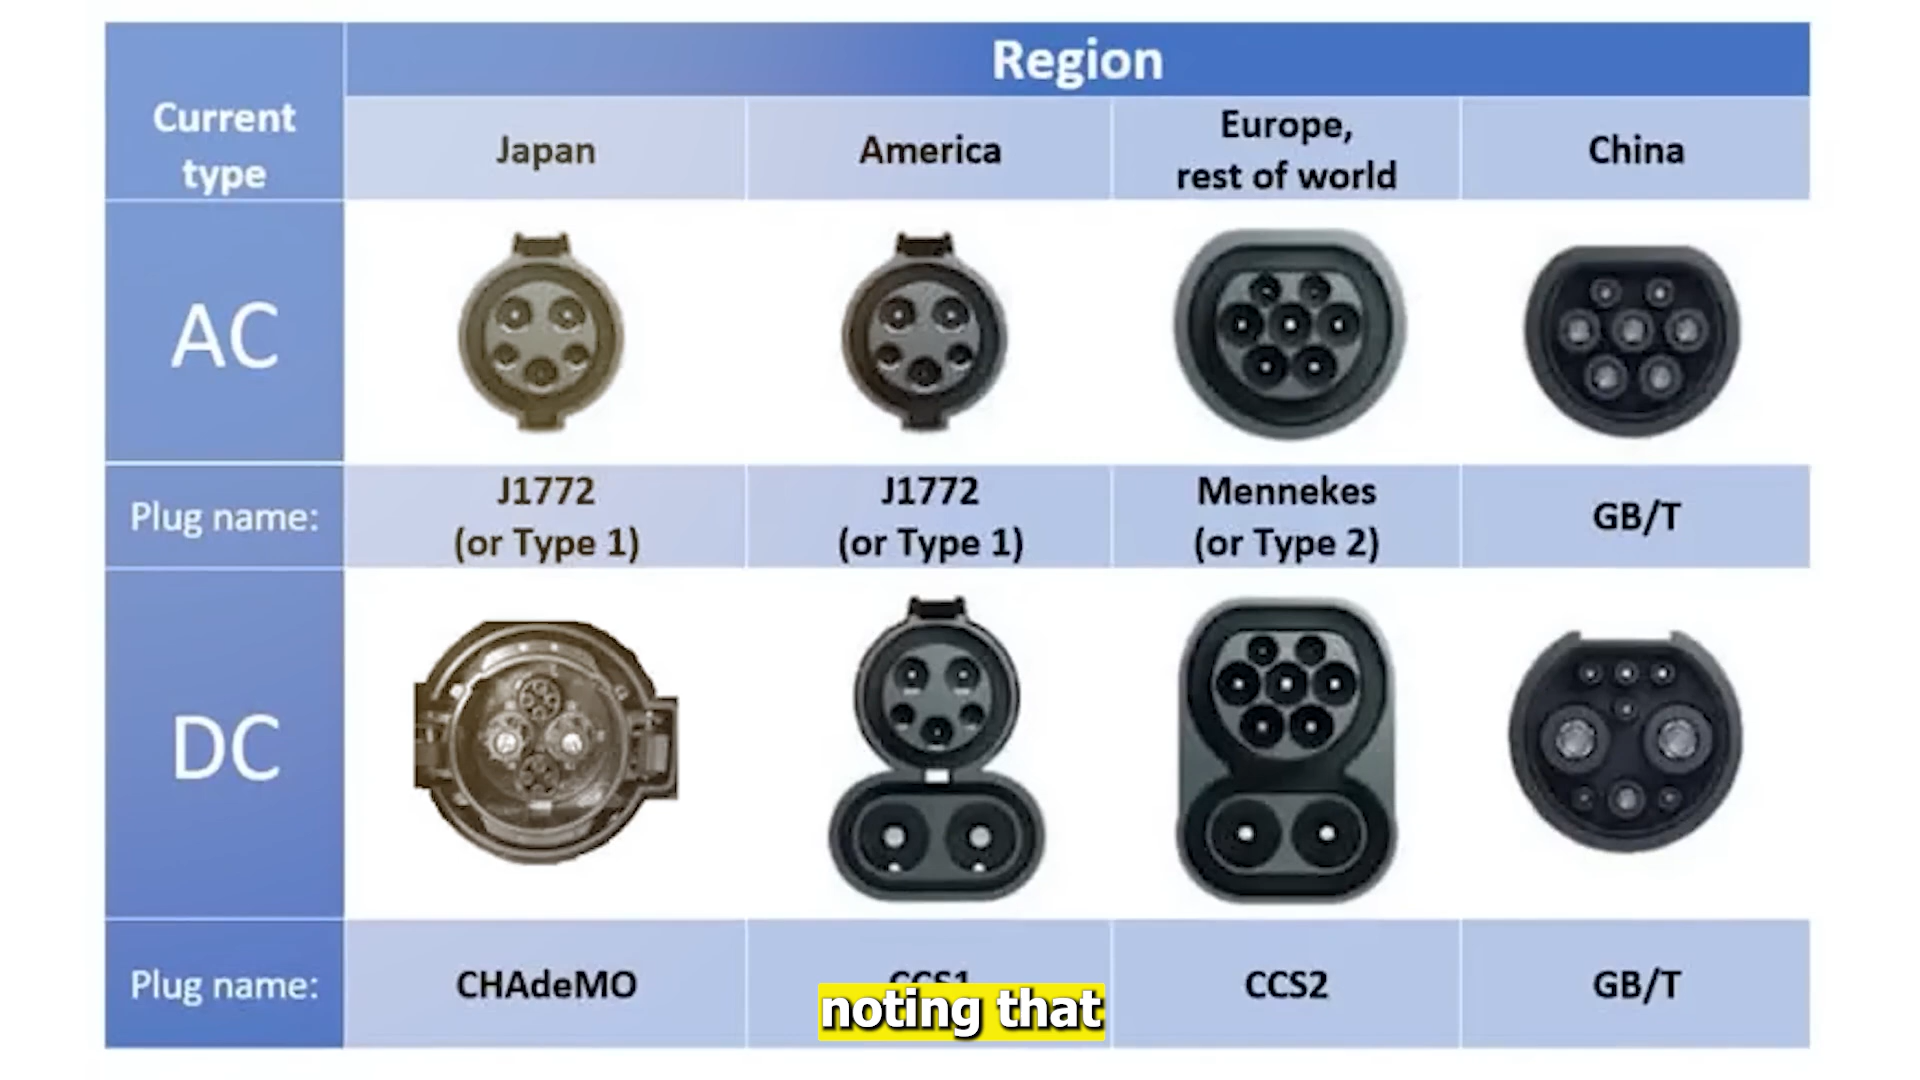 Region
Current
type
Japan
America
Europe,
rest of world
China
AC
Plug name:
J1772
(or Type 1)
J1772
(or Type 1)
Mennekes
(or Type 2)
GB/T
DC
Plug name:
CHAdeMO
CCS1
CCS2
GB/T
noting that